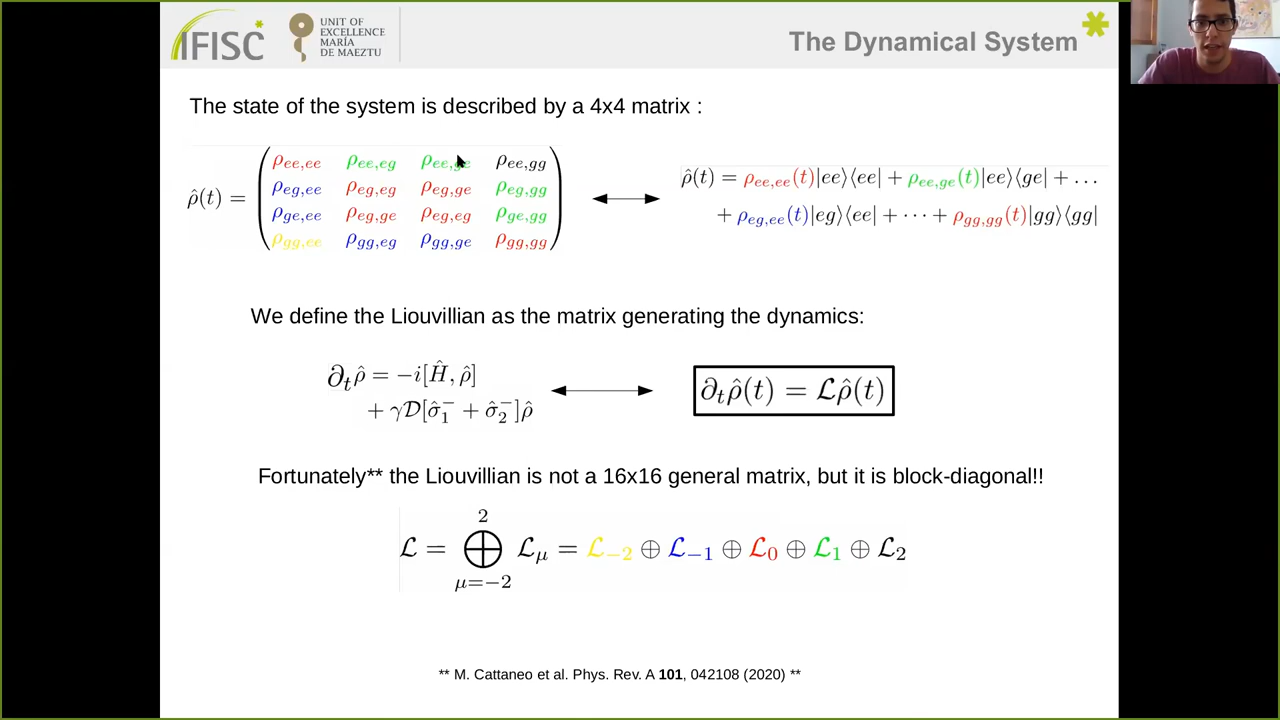 IFISC
UNIT OF
EXCELLENCE
MARÍA
DE MAEZTU
The Dynamical System
The state of the system is described by a 4x4 matrix :
ρ̂(t) = ( ρee,ee ρee,eg ρee,ge ρee,gg
ρeg,ee ρeg,eg ρeg,ge ρeg,gg
ρge,ee ρeg,ge ρeg,eg ρge,gg
ρgg,ee ρgg,eg ρgg,ge ρgg,gg )
ρ̂(t) = ρee,ee(t)|ee⟩⟨ee| + ρee,ge(t)|ee⟩⟨ge| + ...
+ ρeg,ee(t)|eg⟩⟨ee| + ··· + ρgg,gg(t)|gg⟩⟨gg|
We define the Liouvillian as the matrix generating the dynamics:
∂tρ̂ = −i[Ĥ, ρ̂]
+ γ𝒟[σ̂₁⁻ + σ̂₂⁻]ρ̂
∂tρ̂(t) = ℒρ̂(t)
Fortunately** the Liouvillian is not a 16x16 general matrix, but it is block-diagonal!!
2
ℒ = ⨁ ℒμ = ℒ₋₂ ⊕ ℒ₋₁ ⊕ ℒ₀ ⊕ ℒ₁ ⊕ ℒ₂
μ=−2
** M. Cattaneo et al. Phys. Rev. A 101, 042108 (2020) **